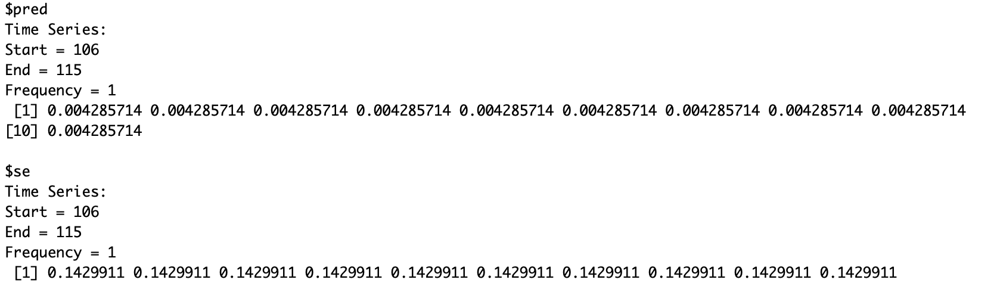 $pred
Time Series:
Start = 106
End = 115
Frequency = 1
 [1] 0.004285714 0.004285714 0.004285714 0.004285714 0.004285714 0.004285714 0.004285714 0.004285714 0.004285714
[10] 0.004285714

$se
Time Series:
Start = 106
End = 115
Frequency = 1
 [1] 0.1429911 0.1429911 0.1429911 0.1429911 0.1429911 0.1429911 0.1429911 0.1429911 0.1429911 0.1429911